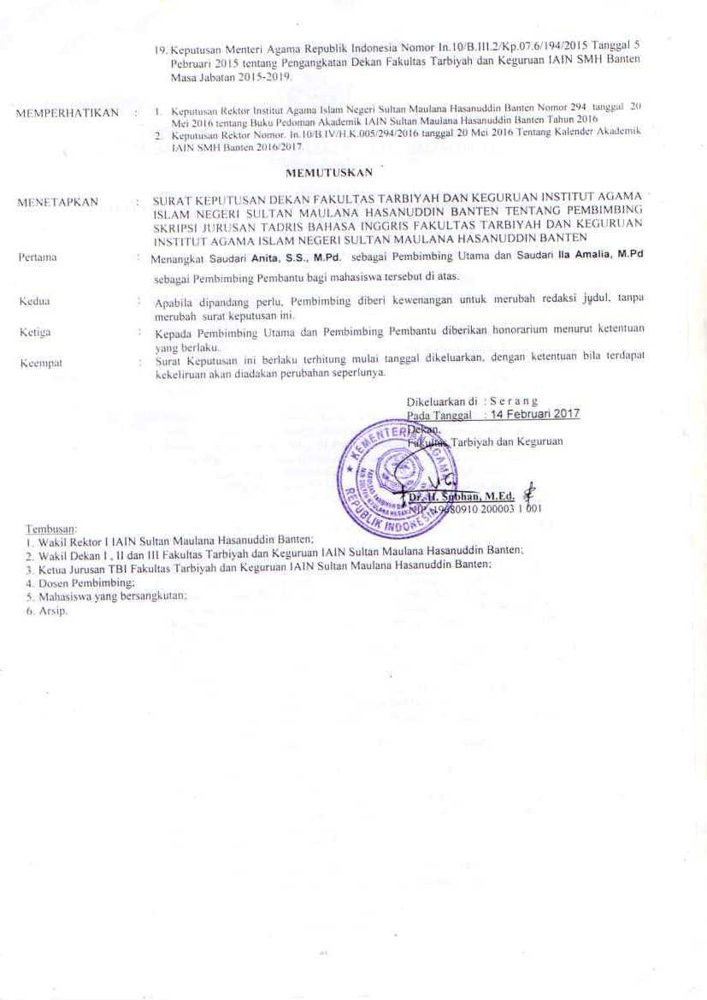 19. Keputusan Menteri Agama Republik Indonesia Nomor In.10/B.III.2/Kp.07.6/194/2015 Tanggal 5
Pebruari 2015 tentang Pengangkatan Dekan Fakultas Tarbiyah dan Keguruan IAIN SMH Banten
Masa Jabatan 2015-2019.
MEMPERHATIKAN : 1. Keputusan Rektor Institut Agama Islam Negeri Sultan Maulana Hasanuddin Banten Nomor 294 tanggal 20
Mei 2016 tentang Buku Pedoman Akademik IAIN Sultan Maulana Hasanuddin Banten Tahun 2016
2. Keputusan Rektor Nomor. In.10/B.IV/H.K.005/294/2016 tanggal 20 Mei 2016 Tentang Kalender Akademik
IAIN SMH Banten 2016/2017.
MEMUTUSKAN
MENETAPKAN : SURAT KEPUTUSAN DEKAN FAKULTAS TARBIYAH DAN KEGURUAN INSTITUT AGAMA
ISLAM NEGERI SULTAN MAULANA HASANUDDIN BANTEN TENTANG PEMBIMBING
SKRIPSI JURUSAN TADRIS BAHASA INGGRIS FAKULTAS TARBIYAH DAN KEGURUAN
INSTITUT AGAMA ISLAM NEGERI SULTAN MAULANA HASANUDDIN BANTEN
Pertama : Menangkat Saudari Anita, S.S., M.Pd. sebagai Pembimbing Utama dan Saudari Ila Amalia, M.Pd
sebagai Pembimbing Pembantu bagi mahasiswa tersebut di atas.
Kedua : Apabila dipandang perlu, Pembimbing diberi kewenangan untuk merubah redaksi judul, tanpa
merubah surat keputusan ini.
Ketiga : Kepada Pembimbing Utama dan Pembimbing Pembantu diberikan honorarium menurut ketentuan
yang berlaku.
Keempat : Surat Keputusan ini berlaku terhitung mulai tanggal dikeluarkan, dengan ketentuan bila terdapat
kekeliruan akan diadakan perubahan seperlunya.
Dikeluarkan di : S e r a n g
Pada Tanggal : 14 Februari 2017
Dekan,
Fakultas Tarbiyah dan Keguruan
KEMENTERIAN AGAMA
REPUBLIK INDONESIA
Dr. H. Subhan, M.Ed.
NIP. 19680910 200003 1 001
Tembusan:
1. Wakil Rektor I IAIN Sultan Maulana Hasanuddin Banten;
2. Wakil Dekan I , II dan III Fakultas Tarbiyah dan Keguruan IAIN Sultan Maulana Hasanuddin Banten;
3. Ketua Jurusan TBI Fakultas Tarbiyah dan Keguruan IAIN Sultan Maulana Hasanuddin Banten;
4. Dosen Pembimbing;
5. Mahasiswa yang bersangkutan;
6. Arsip.